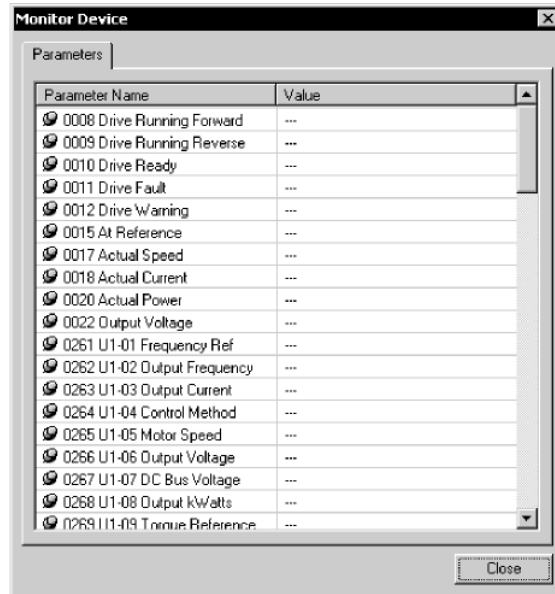 Monitor Device
Parameters
Parameter Name Value
0008 Drive Running Forward ---
0009 Drive Running Reverse ---
0010 Drive Ready ---
0011 Drive Fault ---
0012 Drive Warning ---
0015 At Reference ---
0017 Actual Speed ---
0018 Actual Current ---
0020 Actual Power ---
0022 Output Voltage ---
0261 U1-01 Frequency Ref ---
0262 U1-02 Output Frequency ---
0263 U1-03 Output Current ---
0264 U1-04 Control Method ---
0265 U1-05 Motor Speed ---
0266 U1-06 Output Voltage ---
0267 U1-07 DC Bus Voltage ---
0268 U1-08 Output kWatts ---
0269 U1-09 Torque Reference ---
Close